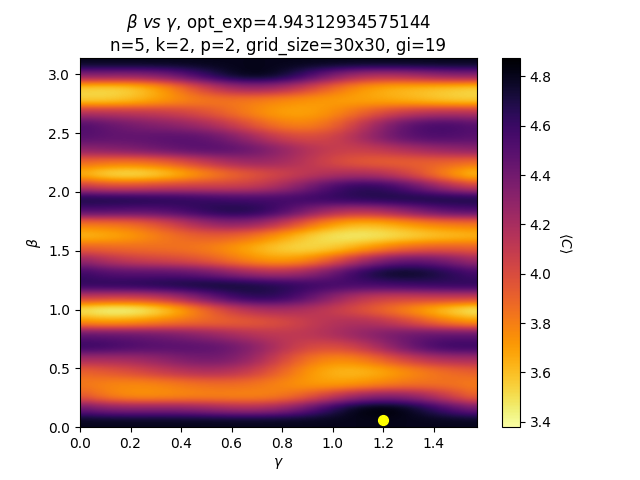 β vs γ, opt_exp=4.94312934575144
n=5, k=2, p=2, grid_size=30x30, gi=19
3.0
2.5
2.0
1.5
1.0
0.5
0.0
β
0.0 0.2 0.4 0.6 0.8 1.0 1.2 1.4
γ
4.8
4.6
4.4
4.2
4.0
3.8
3.6
3.4
⟨C⟩